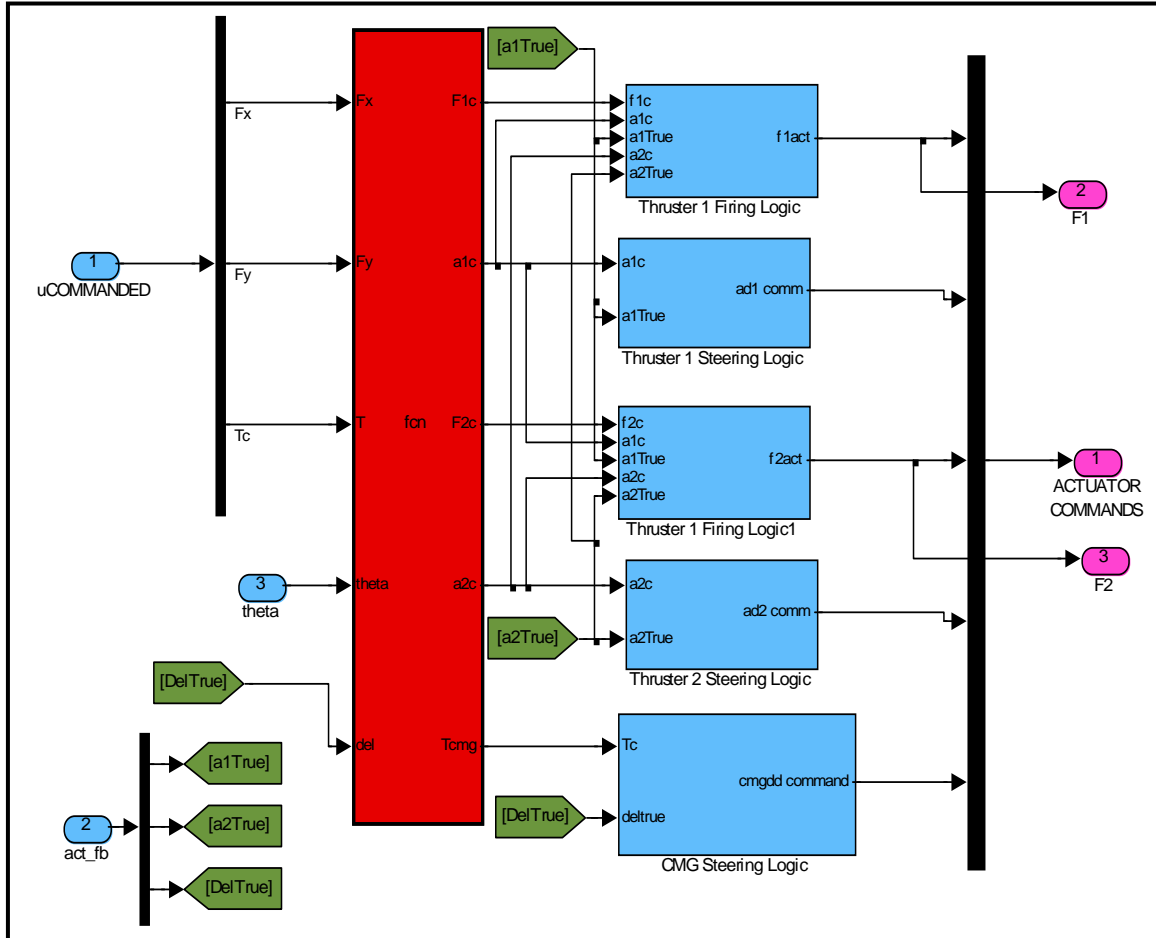 [a1True]
Fx
Fx
F1c
f1c
a1c
a1True
a2c
a2True
f1act
Thruster 1 Firing Logic
2
F1
1
uCOMMANDED
Fy
Fy
a1c
a1c
a1True
ad1 comm
Thruster 1 Steering Logic
Tc
T
fcn
F2c
f2c
a1c
a1True
a2c
a2True
f2act
Thruster 1 Firing Logic1
1
ACTUATOR
COMMANDS
3
F2
3
theta
theta
a2c
a2c
a2True
ad2 comm
Thruster 2 Steering Logic
[a2True]
[DelTrue]
del
Tcmg
Tc
deltrue
cmgdd command
CMG Steering Logic
[DelTrue]
2
act_fb
[a1True]
[a2True]
[DelTrue]